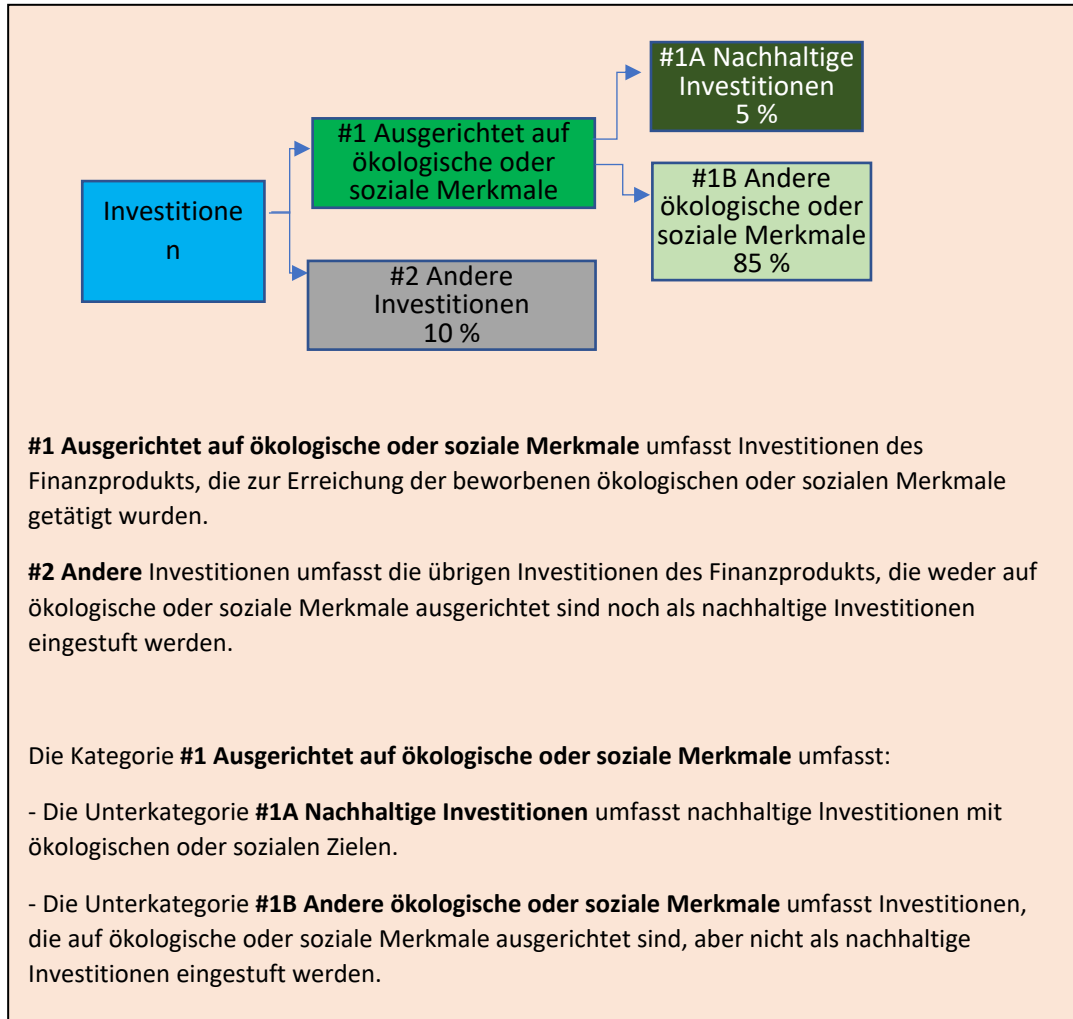 #1A Nachhaltige
Investitionen
5 %
#1 Ausgerichtet auf
ökologische oder
soziale Merkmale
#1B Andere
ökologische oder
soziale Merkmale
85 %
Investitione
n
#2 Andere
Investitionen
10 %
#1 Ausgerichtet auf ökologische oder soziale Merkmale umfasst Investitionen des
Finanzprodukts, die zur Erreichung der beworbenen ökologischen oder sozialen Merkmale
getätigt wurden.
#2 Andere Investitionen umfasst die übrigen Investitionen des Finanzprodukts, die weder auf
ökologische oder soziale Merkmale ausgerichtet sind noch als nachhaltige Investitionen
eingestuft werden.
Die Kategorie #1 Ausgerichtet auf ökologische oder soziale Merkmale umfasst:
- Die Unterkategorie #1A Nachhaltige Investitionen umfasst nachhaltige lnvestitionen mit
ökologischen oder sozialen Zielen.
- Die Unterkategorie #1B Andere ökologische oder soziale Merkmale umfasst Investitionen,
die auf ökologische oder soziale Merkmale ausgerichtet sind, aber nicht als nachhaltige
Investitionen eingestuft werden.